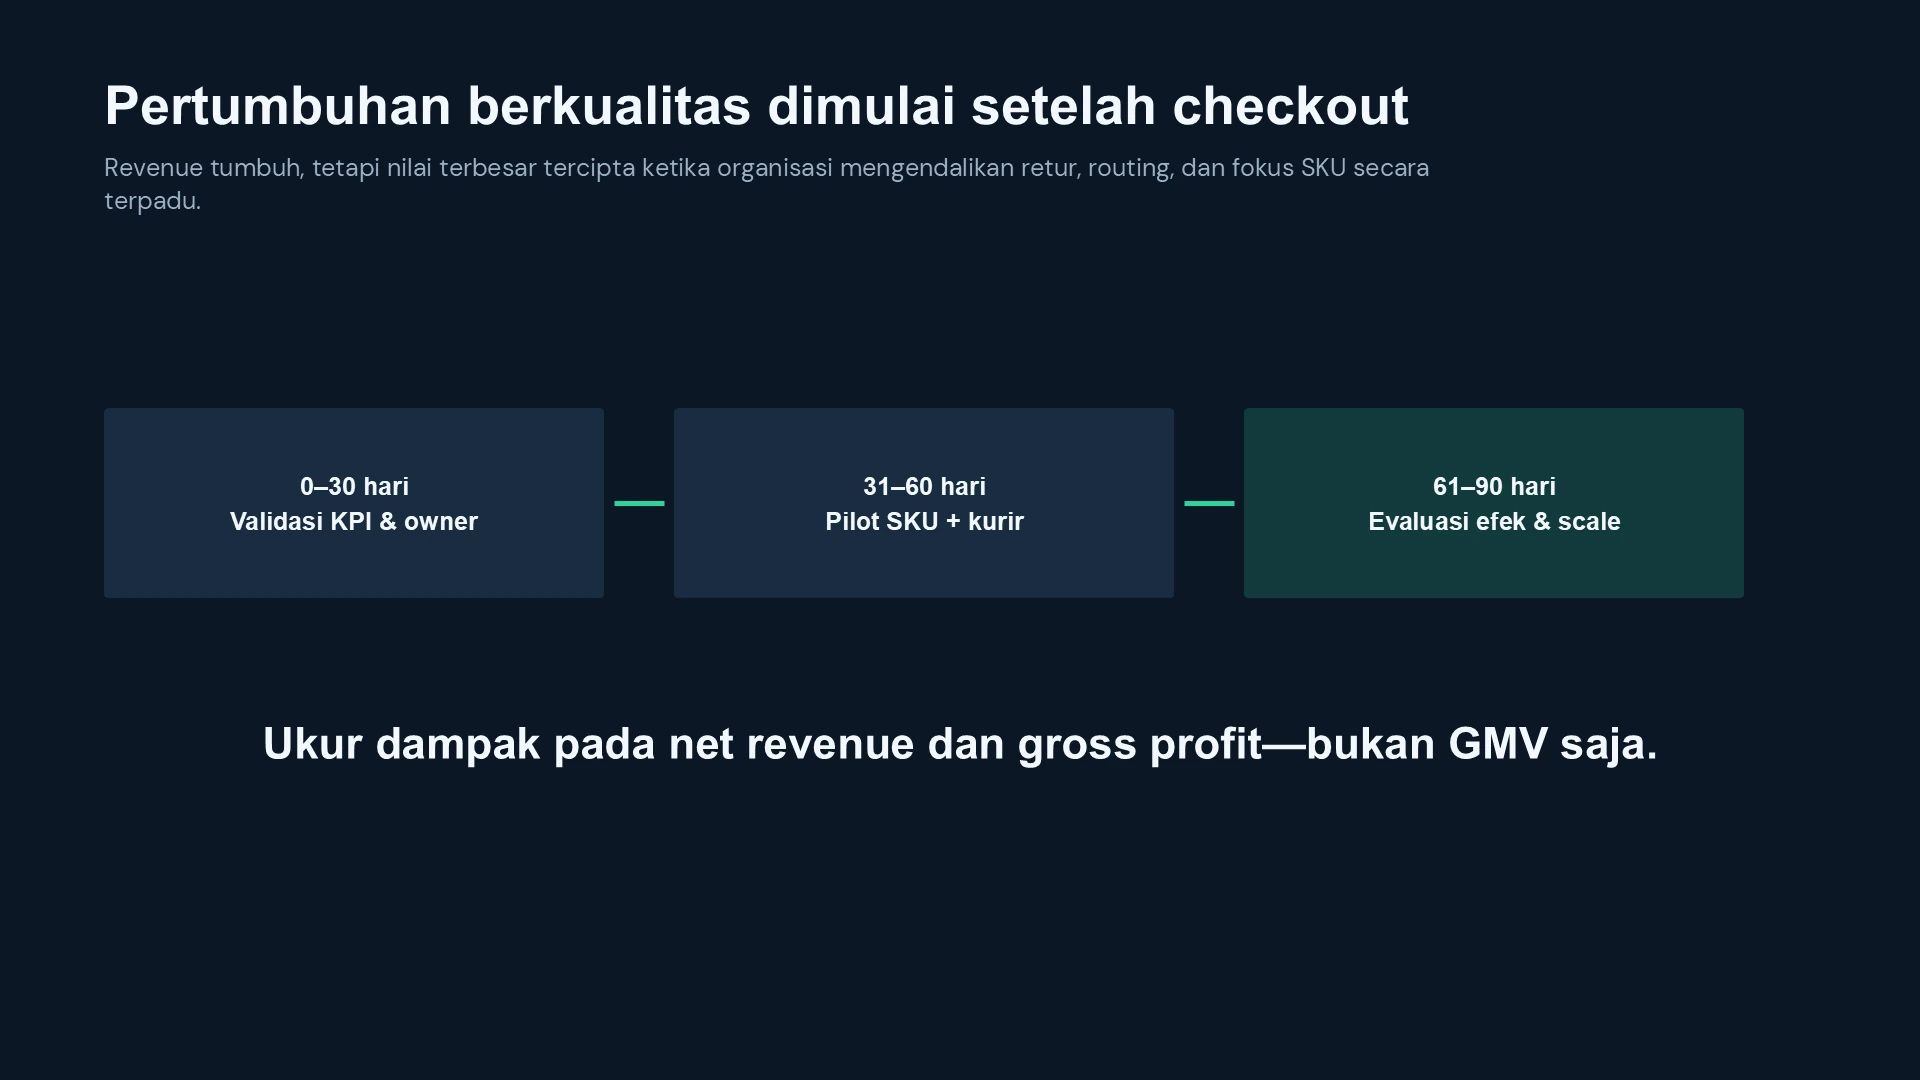 Pertumbuhan berkualitas dimulai setelah checkout
Revenue tumbuh, tetapi nilai terbesar tercipta ketika organisasi mengendalikan retur, routing, dan fokus SKU secara
terpadu.
0–30 hari
Validasi KPI & owner
31–60 hari
Pilot SKU + kurir
61–90 hari
Evaluasi efek & scale
Ukur dampak pada net revenue dan gross profit—bukan GMV saja.